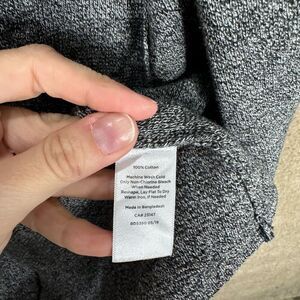 100% Cotton
Machine Wash Cold
Only Non-Chlorine Bleach
When Needed
Reshape, Lay Flat To Dry
Warm Iron, If Needed
Made in Bangladesh
CA# 23147